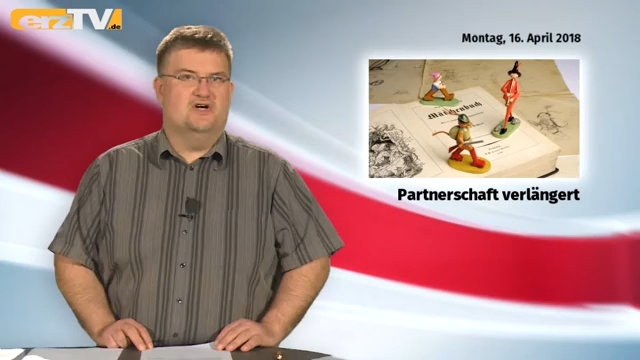 erzTV.de
Montag, 16. April 2018
Märchenbuch
Partnerschaft verlängert